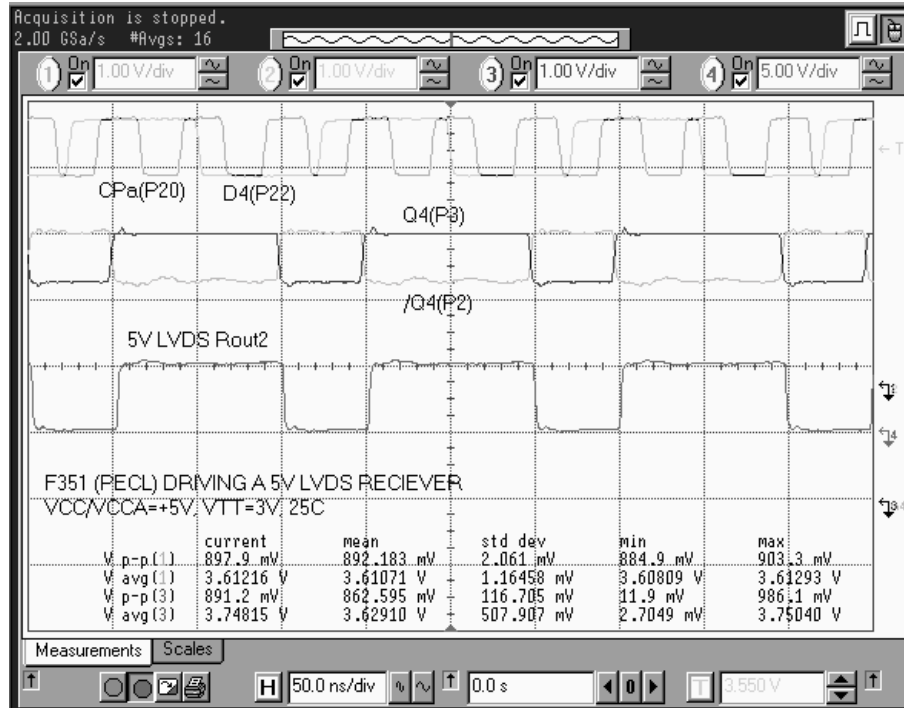 Acquisition is stopped.
2.00 GSa/s #Avgs: 16
1 On 1.00 V/div 2 On 1.00 V/div 3 On 1.00 V/div 4 On 5.00 V/div
T
CPa(P20) D4(P22)
Q4(P3)
/Q4(P2)
5V LVDS Rout2
F351 (PECL) DRIVING A 5V LVDS RECIEVER
VCC/VCCA=+5V, VTT=3V, 25C
current mean std dev min max
V p-p(1) 897.9 mV 892.183 mV 2.061 mV 884.9 mV 903.3 mV
V avg(1) 3.61216 V 3.61071 V 1.16458 mV 3.60809 V 3.61293 V
V p-p(3) 891.2 mV 862.595 mV 116.705 mV 11.9 mV 986.1 mV
V avg(3) 3.74815 V 3.62910 V 507.907 mV 2.7049 mV 3.75040 V
Measurements Scales
H 50.0 ns/div 0.0 s 0 T 3.550 V